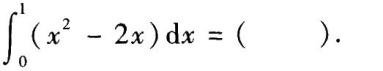 ∫₀¹(x² - 2x)dx = (  ).